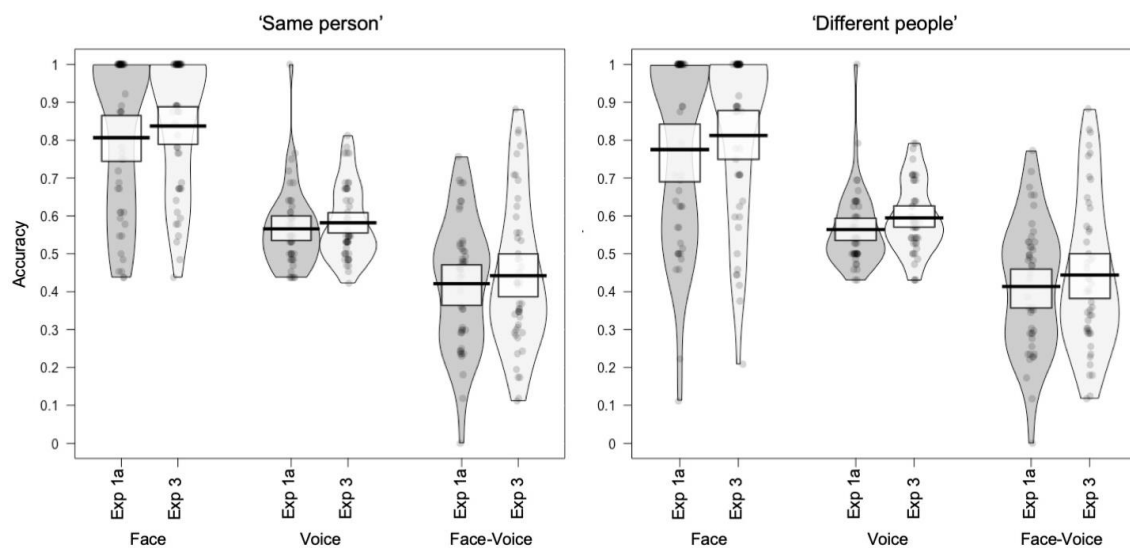 ‘Same person’
‘Different people’
Accuracy
1
0.9
0.8
0.7
0.6
0.5
0.4
0.3
0.2
0.1
0
Exp 1a
Exp 3
Exp 1a
Exp 3
Exp 1a
Exp 3
Face
Voice
Face-Voice
1
0.9
0.8
0.7
0.6
0.5
0.4
0.3
0.2
0.1
0
Exp 1a
Exp 3
Exp 1a
Exp 3
Exp 1a
Exp 3
Face
Voice
Face-Voice